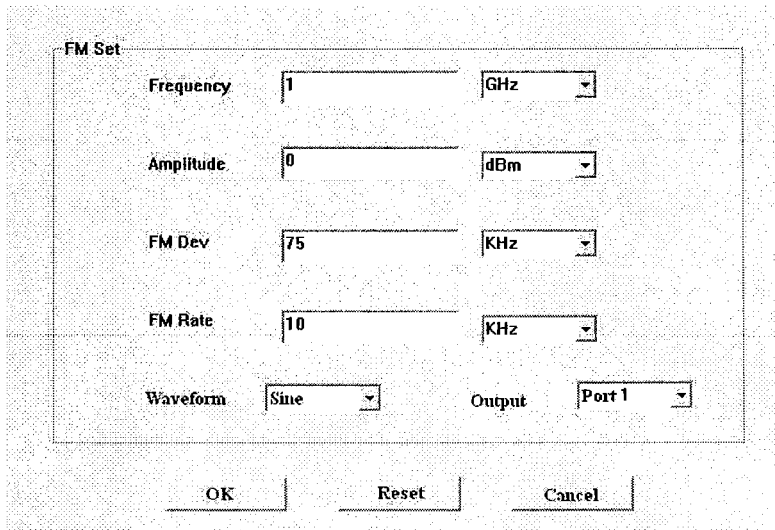 FM Set
Frequency 1 GHz
Amplitude 0 dBm
FM Dev 75 KHz
FM Rate 10 KHz
Waveform Sine Output Port 1
OK Reset Cancel